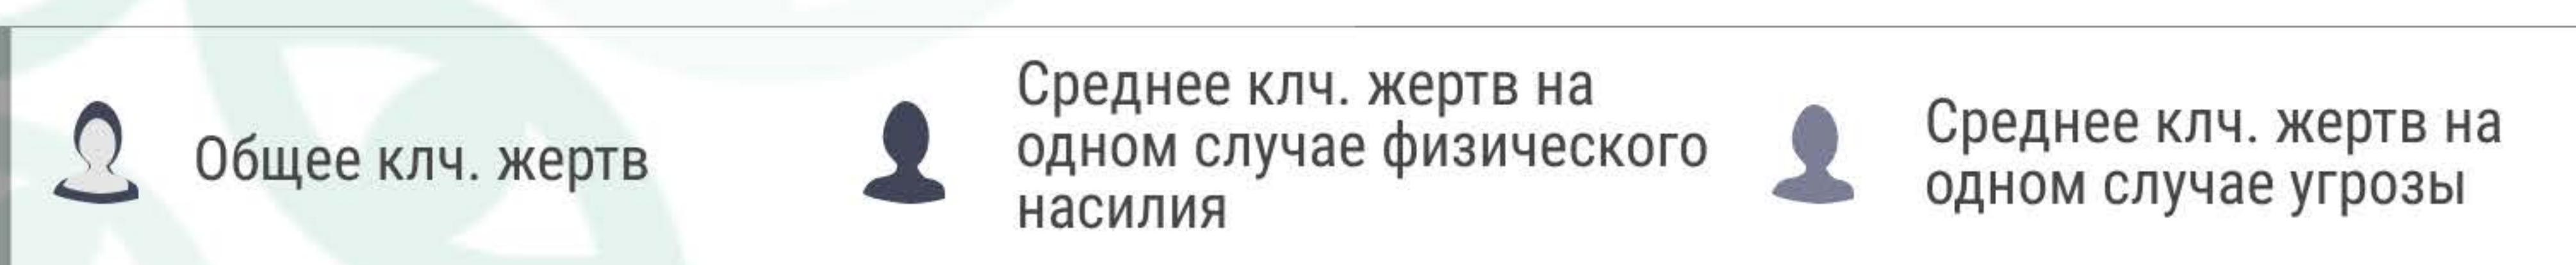 Общее клч. жертв
Среднее клч. жертв на
одном случае физического
насилия
Среднее клч. жертв на
одном случае угрозы